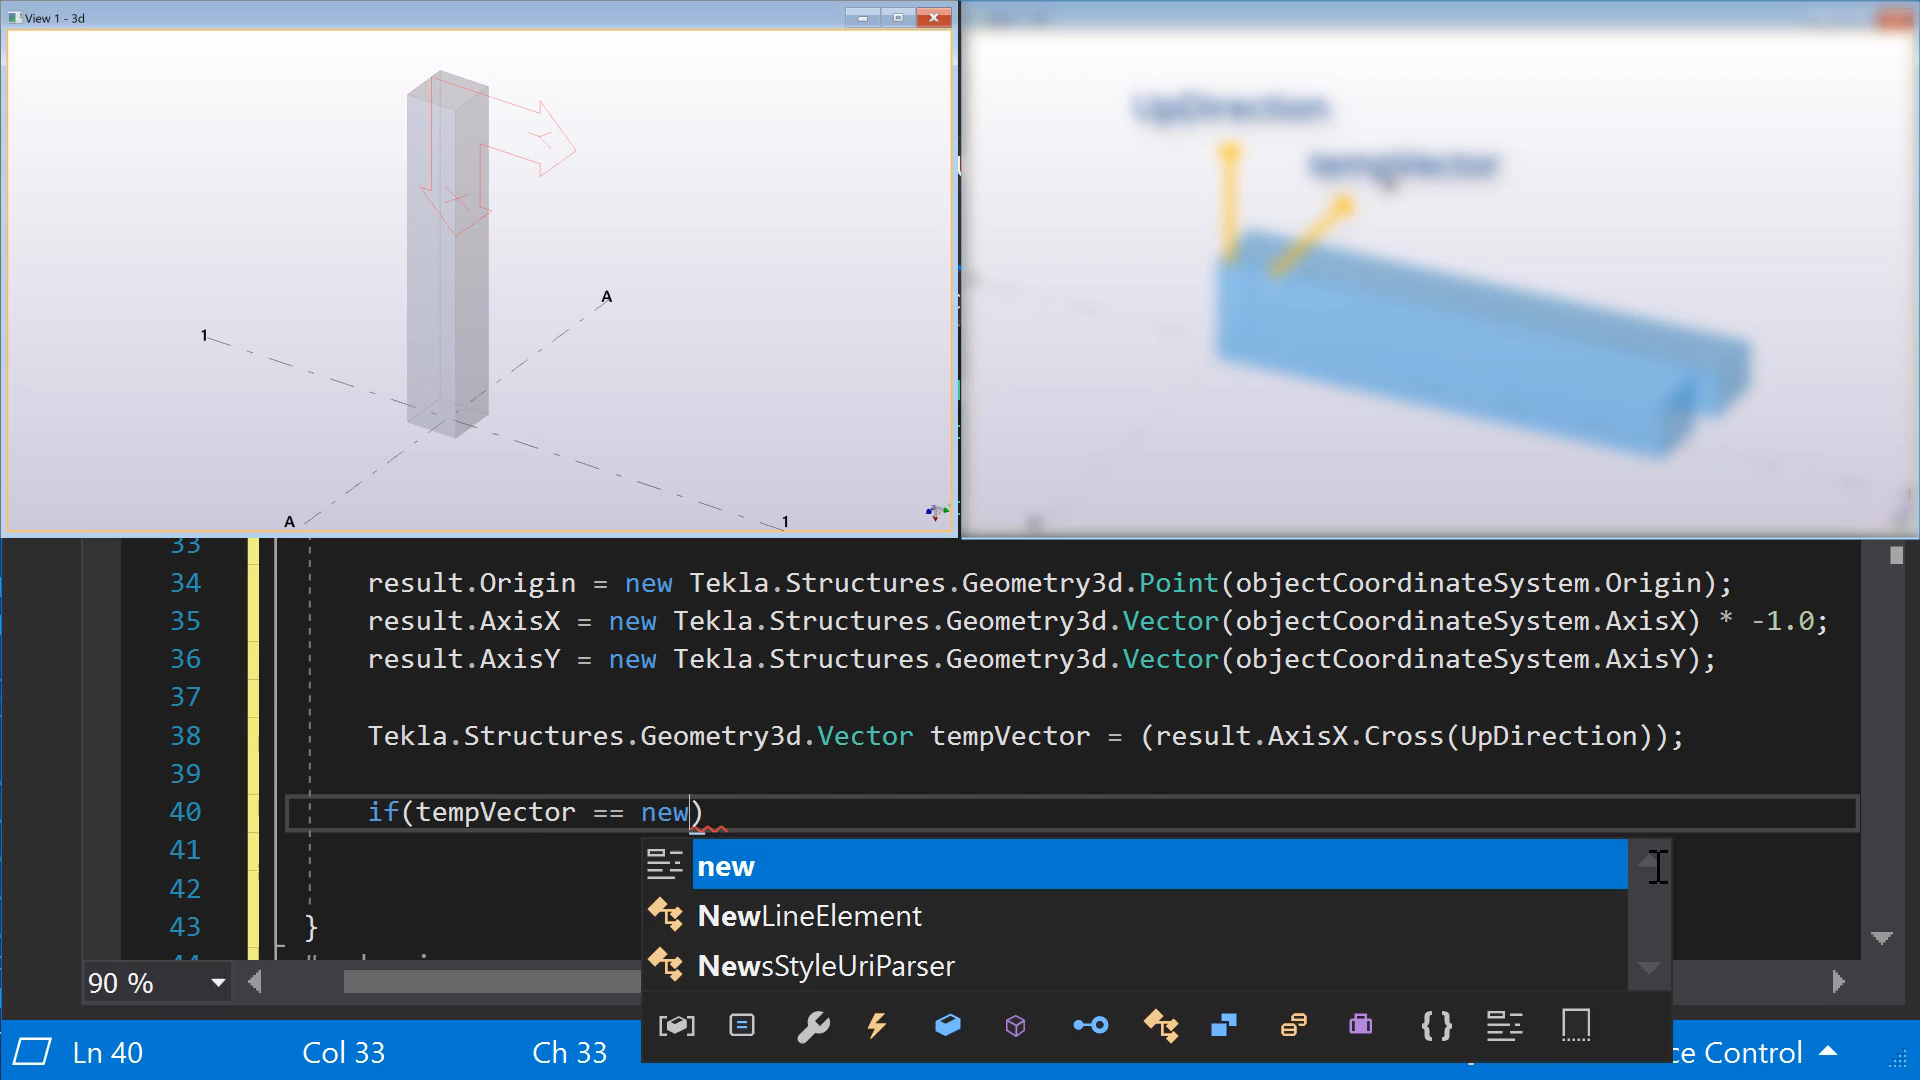 View 1 - 3d
Y
X
A
1
A
1
UpDirection
tempVector
33
34 result.Origin = new Tekla.Structures.Geometry3d.Point(objectCoordinateSystem.Origin);
35 result.AxisX = new Tekla.Structures.Geometry3d.Vector(objectCoordinateSystem.AxisX) * -1.0;
36 result.AxisY = new Tekla.Structures.Geometry3d.Vector(objectCoordinateSystem.AxisY);
37
38 Tekla.Structures.Geometry3d.Vector tempVector = (result.AxisX.Cross(UpDirection));
39
40 if(tempVector == new)
41
42
43 }
44
new
NewLineElement
NewsStyleUriParser
90 %
Ln 40 Col 33 Ch 33 ce Control